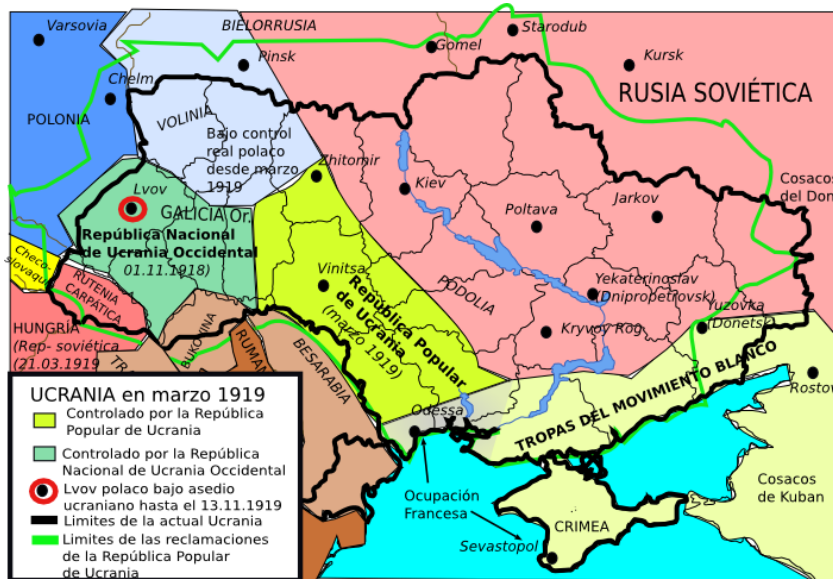 Varsovia
BIELORRUSIA
Starodub
Gomel
Pinsk
Kursk
Chelm
RUSIA SOVIÉTICA
POLONIA
VOLINIA
Bajo control
real polaco
desde marzo
1919
Zhitomir
Kiev
Cosacos
del Don
Lvov
GALICIA Or.
Poltava
Jarkov
República Nacional
de Ucrania Occidental
01.11.1918)
Checo-
slovaqu
RUTENIA
CARPÁTICA
Vinitsa
República Popular
de Ucrania
(marzo 1919)
PODOLIA
Yekaterinoslav
(Dnipropetrovsk)
Yuzovka
(Donetsk)
Kryvoy Rog
HUNGRÍA
(Rep- soviética
(21.03.1919
TR
BUKOVINA
RUMAN
BESARABIA
Rostov
TROPAS DEL MOVIMIENTO BLANCO
Odessa
Ocupación
Francesa
Cosacos
de Kuban
CRIMEA
Sevastopol
UCRANIA en marzo 1919
Controlado por la República
Popular de Ucrania
Controlado por la República
Nacional de Ucrania Occidental
Lvov polaco bajo asedio
ucraniano hasta el 13.11.1919
Limites de la actual Ucrania
Limites de las reclamaciones
de la República Popular
de Ucrania